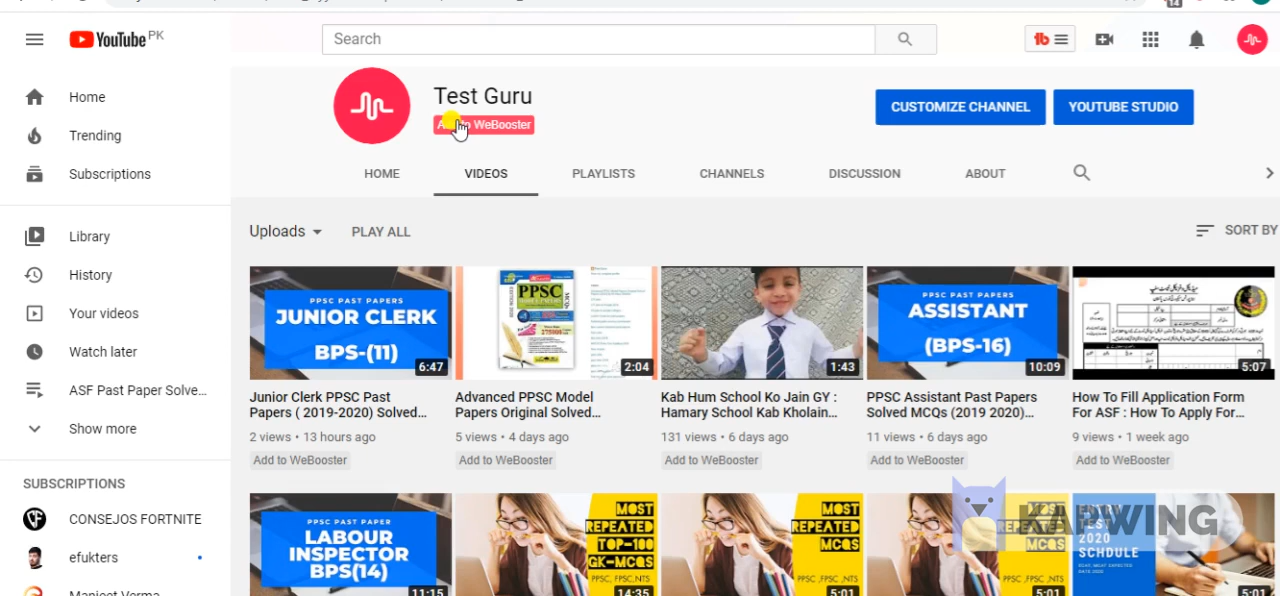 14
YouTube PK
Search
Home
Trending
Subscriptions
Library
History
Your videos
Watch later
ASF Past Paper Solve...
Show more
SUBSCRIPTIONS
CONSEJOS FORTNITE
efukters
Manjeet Verma
Test Guru
to WeBooster
CUSTOMIZE CHANNEL
YOUTUBE STUDIO
HOME
VIDEOS
PLAYLISTS
CHANNELS
DISCUSSION
ABOUT
Uploads
PLAY ALL
SORT BY
PPSC PAST PAPERS
JUNIOR CLERK
BPS-(11)
6:47
PPSC
2:04
1:43
PPSC PAST PAPERS
ASSISTANT
(BPS-16)
10:09
5:07
Junior Clerk PPSC Past
Papers ( 2019-2020) Solved...
2 views • 13 hours ago
Add to WeBooster
Advanced PPSC Model
Papers Original Solved...
5 views • 4 days ago
Add to WeBooster
Kab Hum School Ko Jain GY :
Hamary School Kab Kholain...
131 views • 6 days ago
Add to WeBooster
PPSC Assistant Past Papers
Solved MCQs (2019 2020)...
11 views • 6 days ago
Add to WeBooster
How To Fill Application Form
For ASF : How To Apply For...
9 views • 1 week ago
Add to WeBooster
PPSC PAST PAPER
LABOUR
INSPECTOR
BPS(14)
11:15
MOST
REPEATED
TOP-100
GK-MCQS
PPSC, FPSC,NTS
14:35
MOST
REPEATED
MCQS
PPSC ,FPSC ,NTS
5:01
MOST
REPEATED
MCQS
PPSC ,FPSC ,NTS
5:01
ENTRY
TEST
2020
SCHDULE
5:01
KAPWING